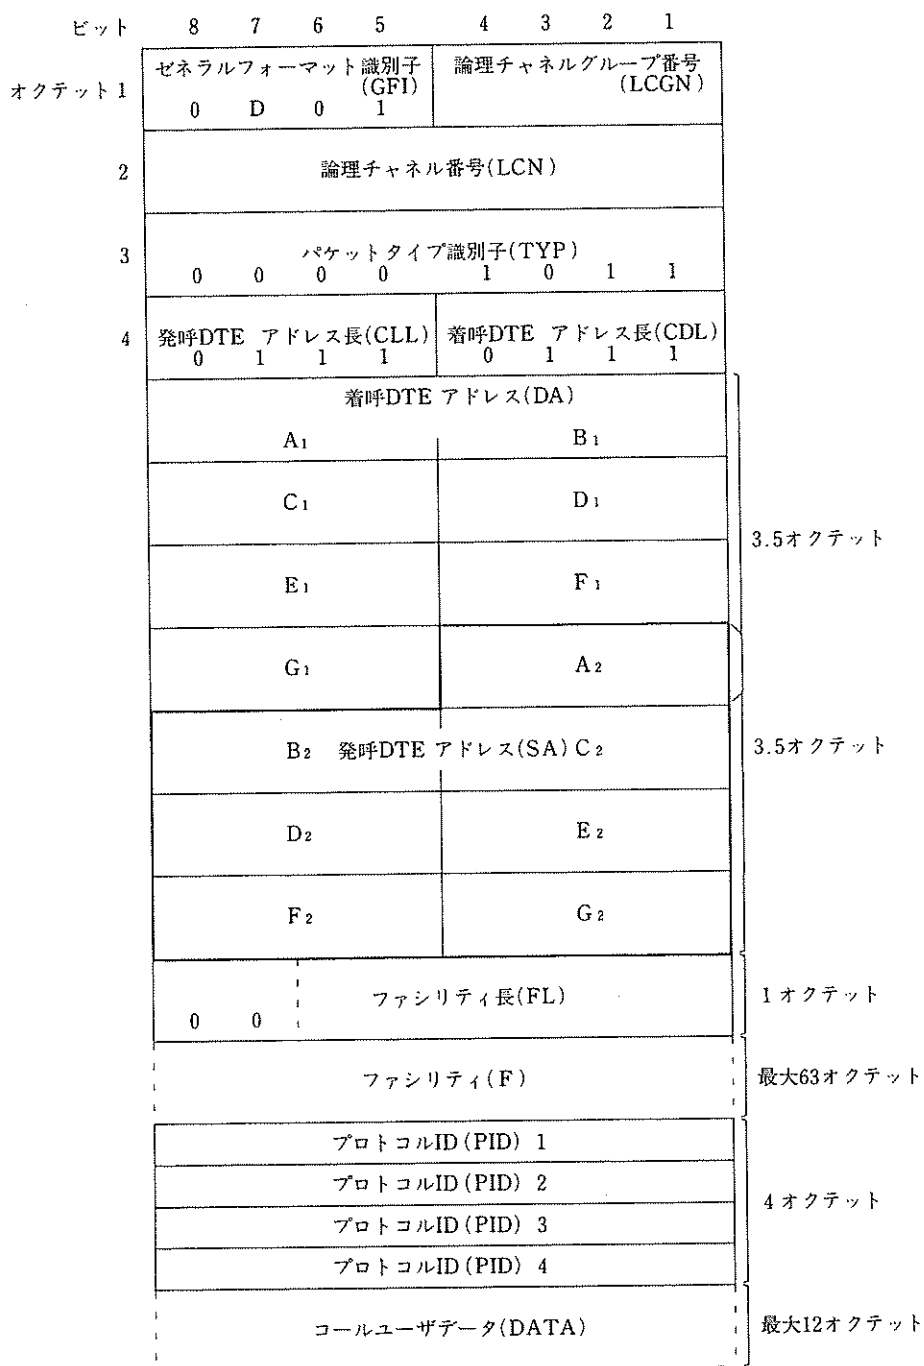 ビット 8 7 6 5 4 3 2 1
オクテット1
ゼネラルフォーマット識別子
(GFI)
0 D 0 1
論理チャネルグループ番号
(LCGN)
2 論理チャネル番号(LCN)
3 パケットタイプ識別子(TYP)
0 0 0 0 1 0 1 1
4 発呼DTE アドレス長(CLL) 着呼DTE アドレス長(CDL)
0 1 1 1 0 1 1 1
着呼DTE アドレス(DA)
A1 B1
C1 D1
3.5オクテット
E1 F1
G1 A2
B2 発呼DTE アドレス(SA) C2 3.5オクテット
D2 E2
F2 G2
ファシリティ長(FL) 1オクテット
0 0
ファシリティ(F) 最大63オクテット
プロトコルID(PID) 1
プロトコルID(PID) 2
4オクテット
プロトコルID(PID) 3
プロトコルID(PID) 4
コールユーザデータ(DATA) 最大12オクテット